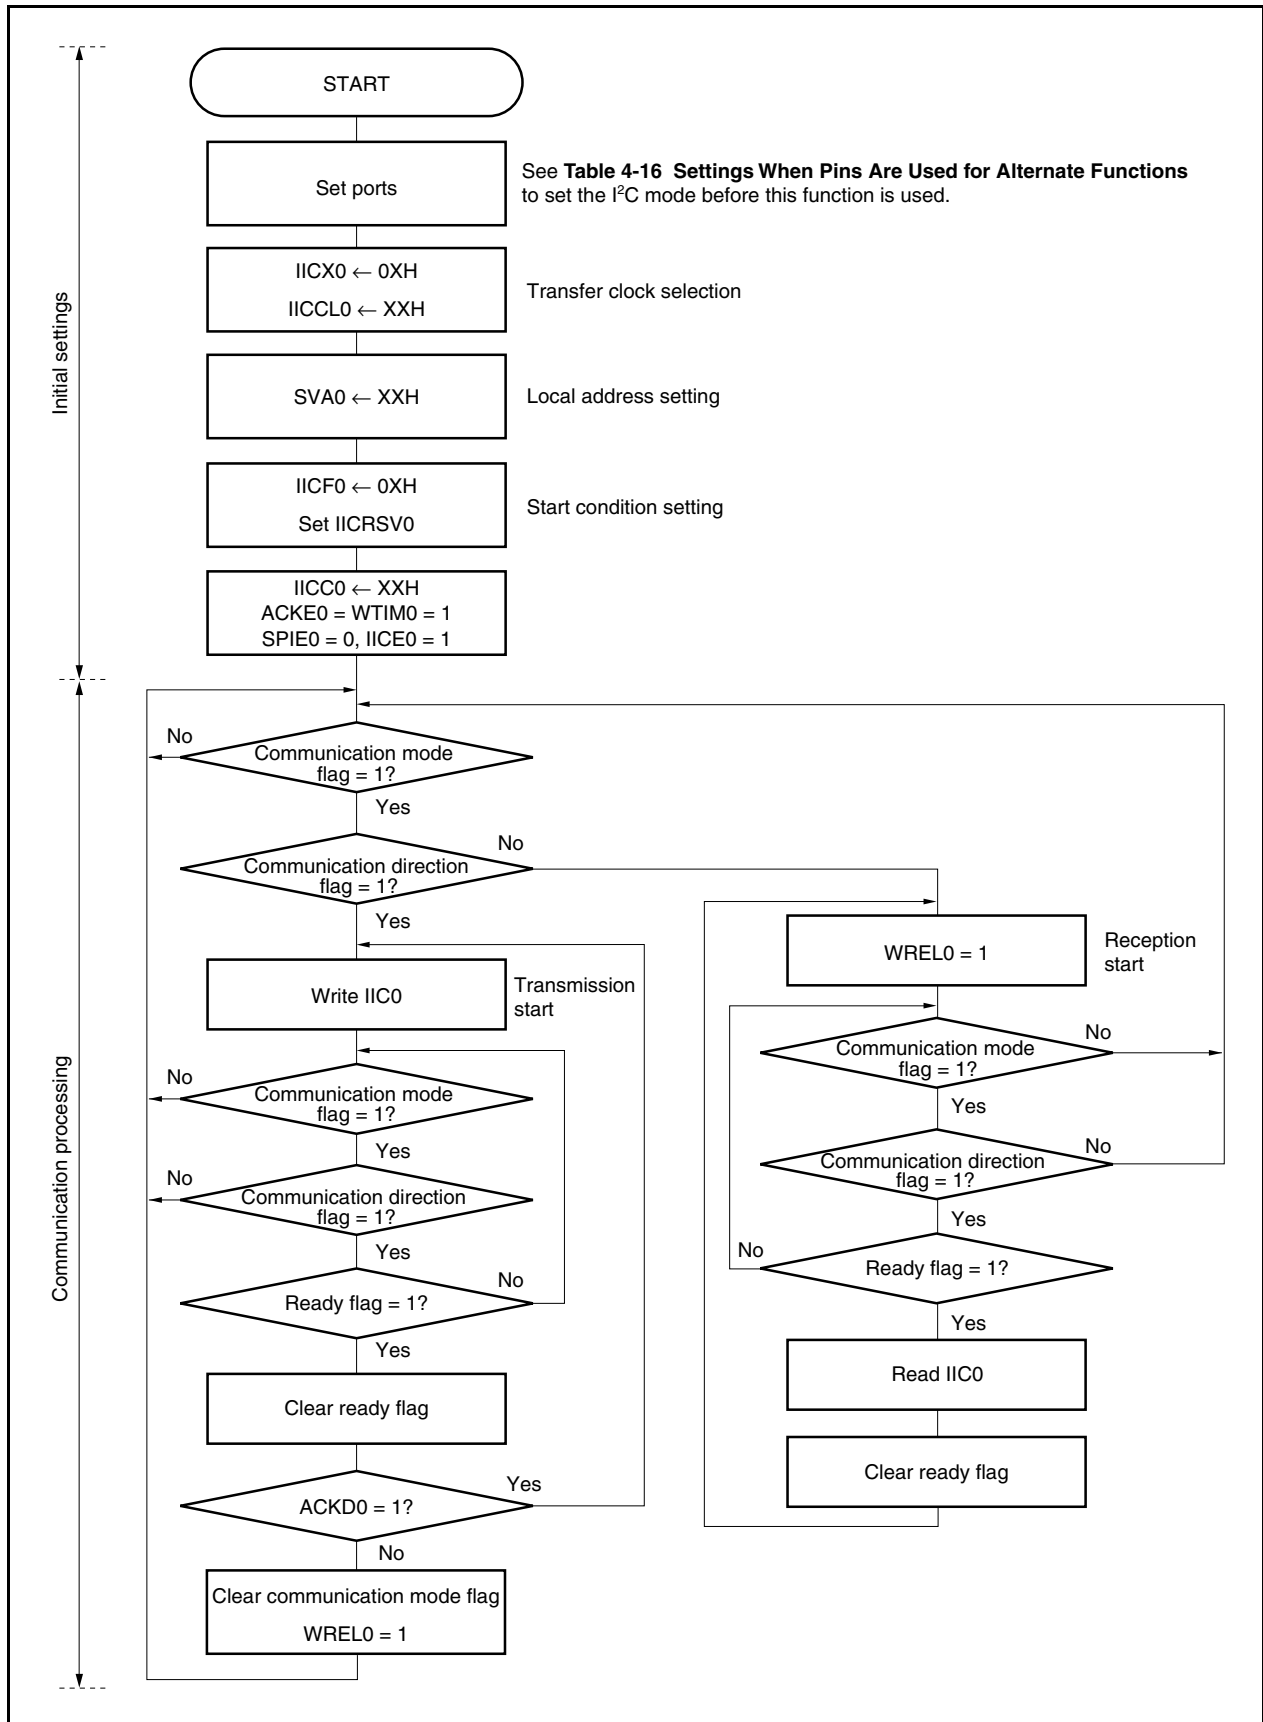 START
Set ports
See Table 4-16 Settings When Pins Are Used for Alternate Functions
to set the I²C mode before this function is used.
IICX0 ← 0XH
IICCL0 ← XXH
Transfer clock selection
SVA0 ← XXH
Local address setting
IICF0 ← 0XH
Set IICRSV0
Start condition setting
IICC0 ← XXH
ACKE0 = WTIM0 = 1
SPIE0 = 0, IICE0 = 1
Initial settings
No
Communication mode
flag = 1?
Yes
No
Communication direction
flag = 1?
Yes
Write IIC0
Transmission
start
No
Communication mode
flag = 1?
Yes
No
Communication direction
flag = 1?
Yes
No
Ready flag = 1?
Yes
Clear ready flag
Yes
ACKD0 = 1?
No
Clear communication mode flag
WREL0 = 1
WREL0 = 1
Reception
start
No
Communication mode
flag = 1?
Yes
No
Communication direction
flag = 1?
Yes
No
Ready flag = 1?
Yes
Read IIC0
Clear ready flag
Communication processing